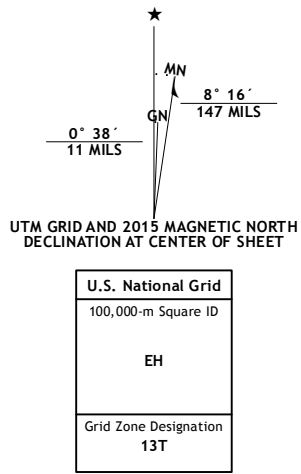 MN
GN
8° 16´
147 MILS
0° 38´
11 MILS
UTM GRID AND 2015 MAGNETIC NORTH
DECLINATION AT CENTER OF SHEET
U.S. National Grid
100,000-m Square ID
EH
Grid Zone Designation
13T